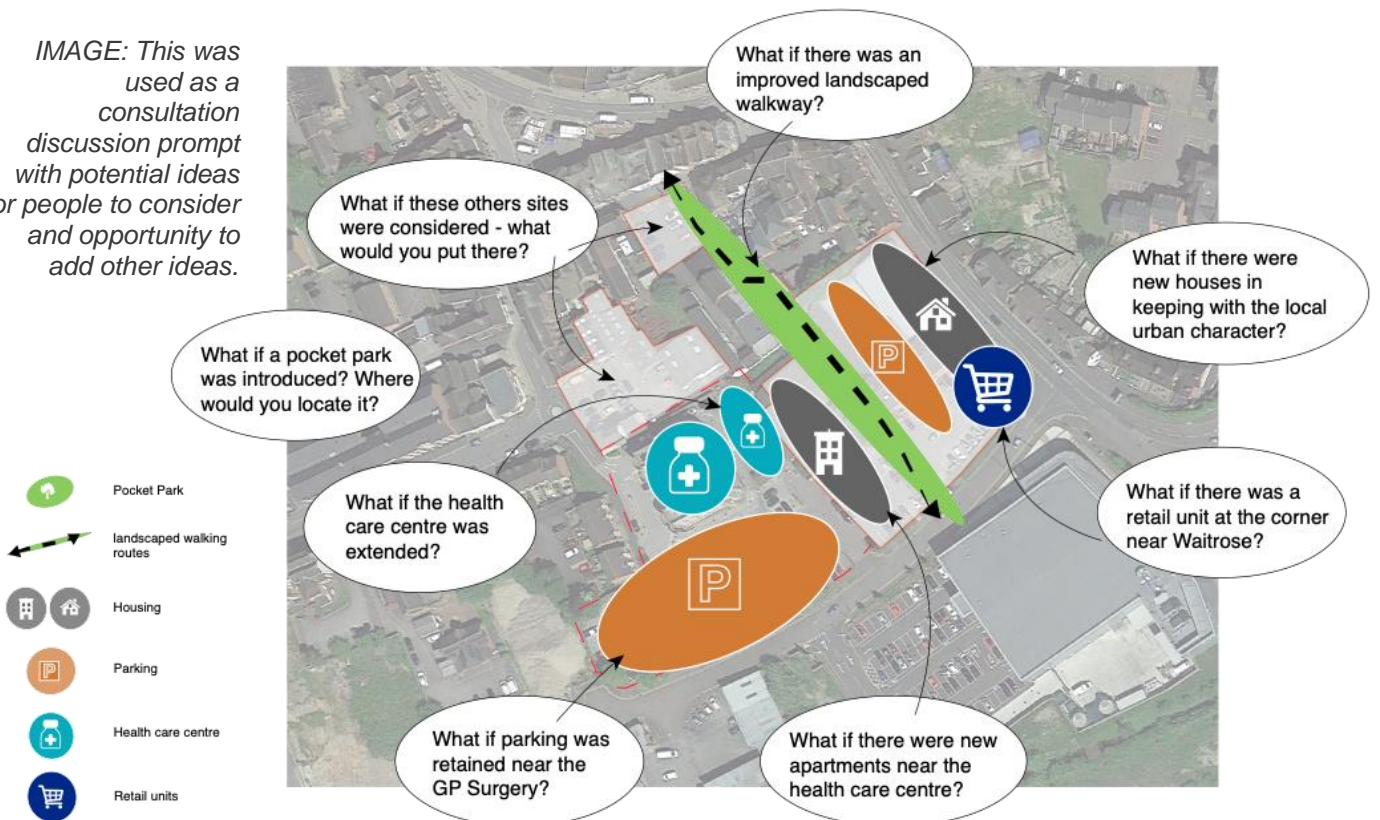 IMAGE: This was
used as a
consultation
discussion prompt
with potential ideas
or people to consider
and opportunity to
add other ideas.
What if there was an
improved landscaped
walkway?
What if these others sites
were considered - what
would you put there?
What if there were
new houses in
keeping with the local
urban character?
What if a pocket park
was introduced? Where
would you locate it?
P
What if the health
care centre was
extended?
What if there was a
retail unit at the corner
near Waitrose?
P
What if parking was
retained near the
GP Surgery?
What if there were new
apartments near the
health care centre?
Pocket Park
landscaped walking
routes
Housing
P
Parking
Health care centre
Retail units